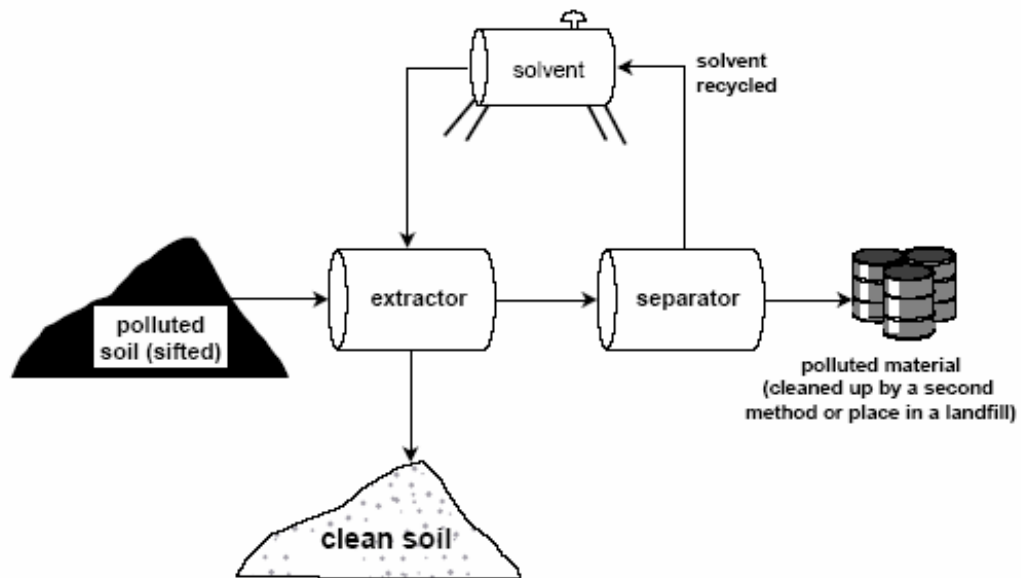 solvent
solvent
recycled
polluted
soil (sifted)
extractor
separator
polluted material
(cleaned up by a second
method or place in a landfill)
clean soil